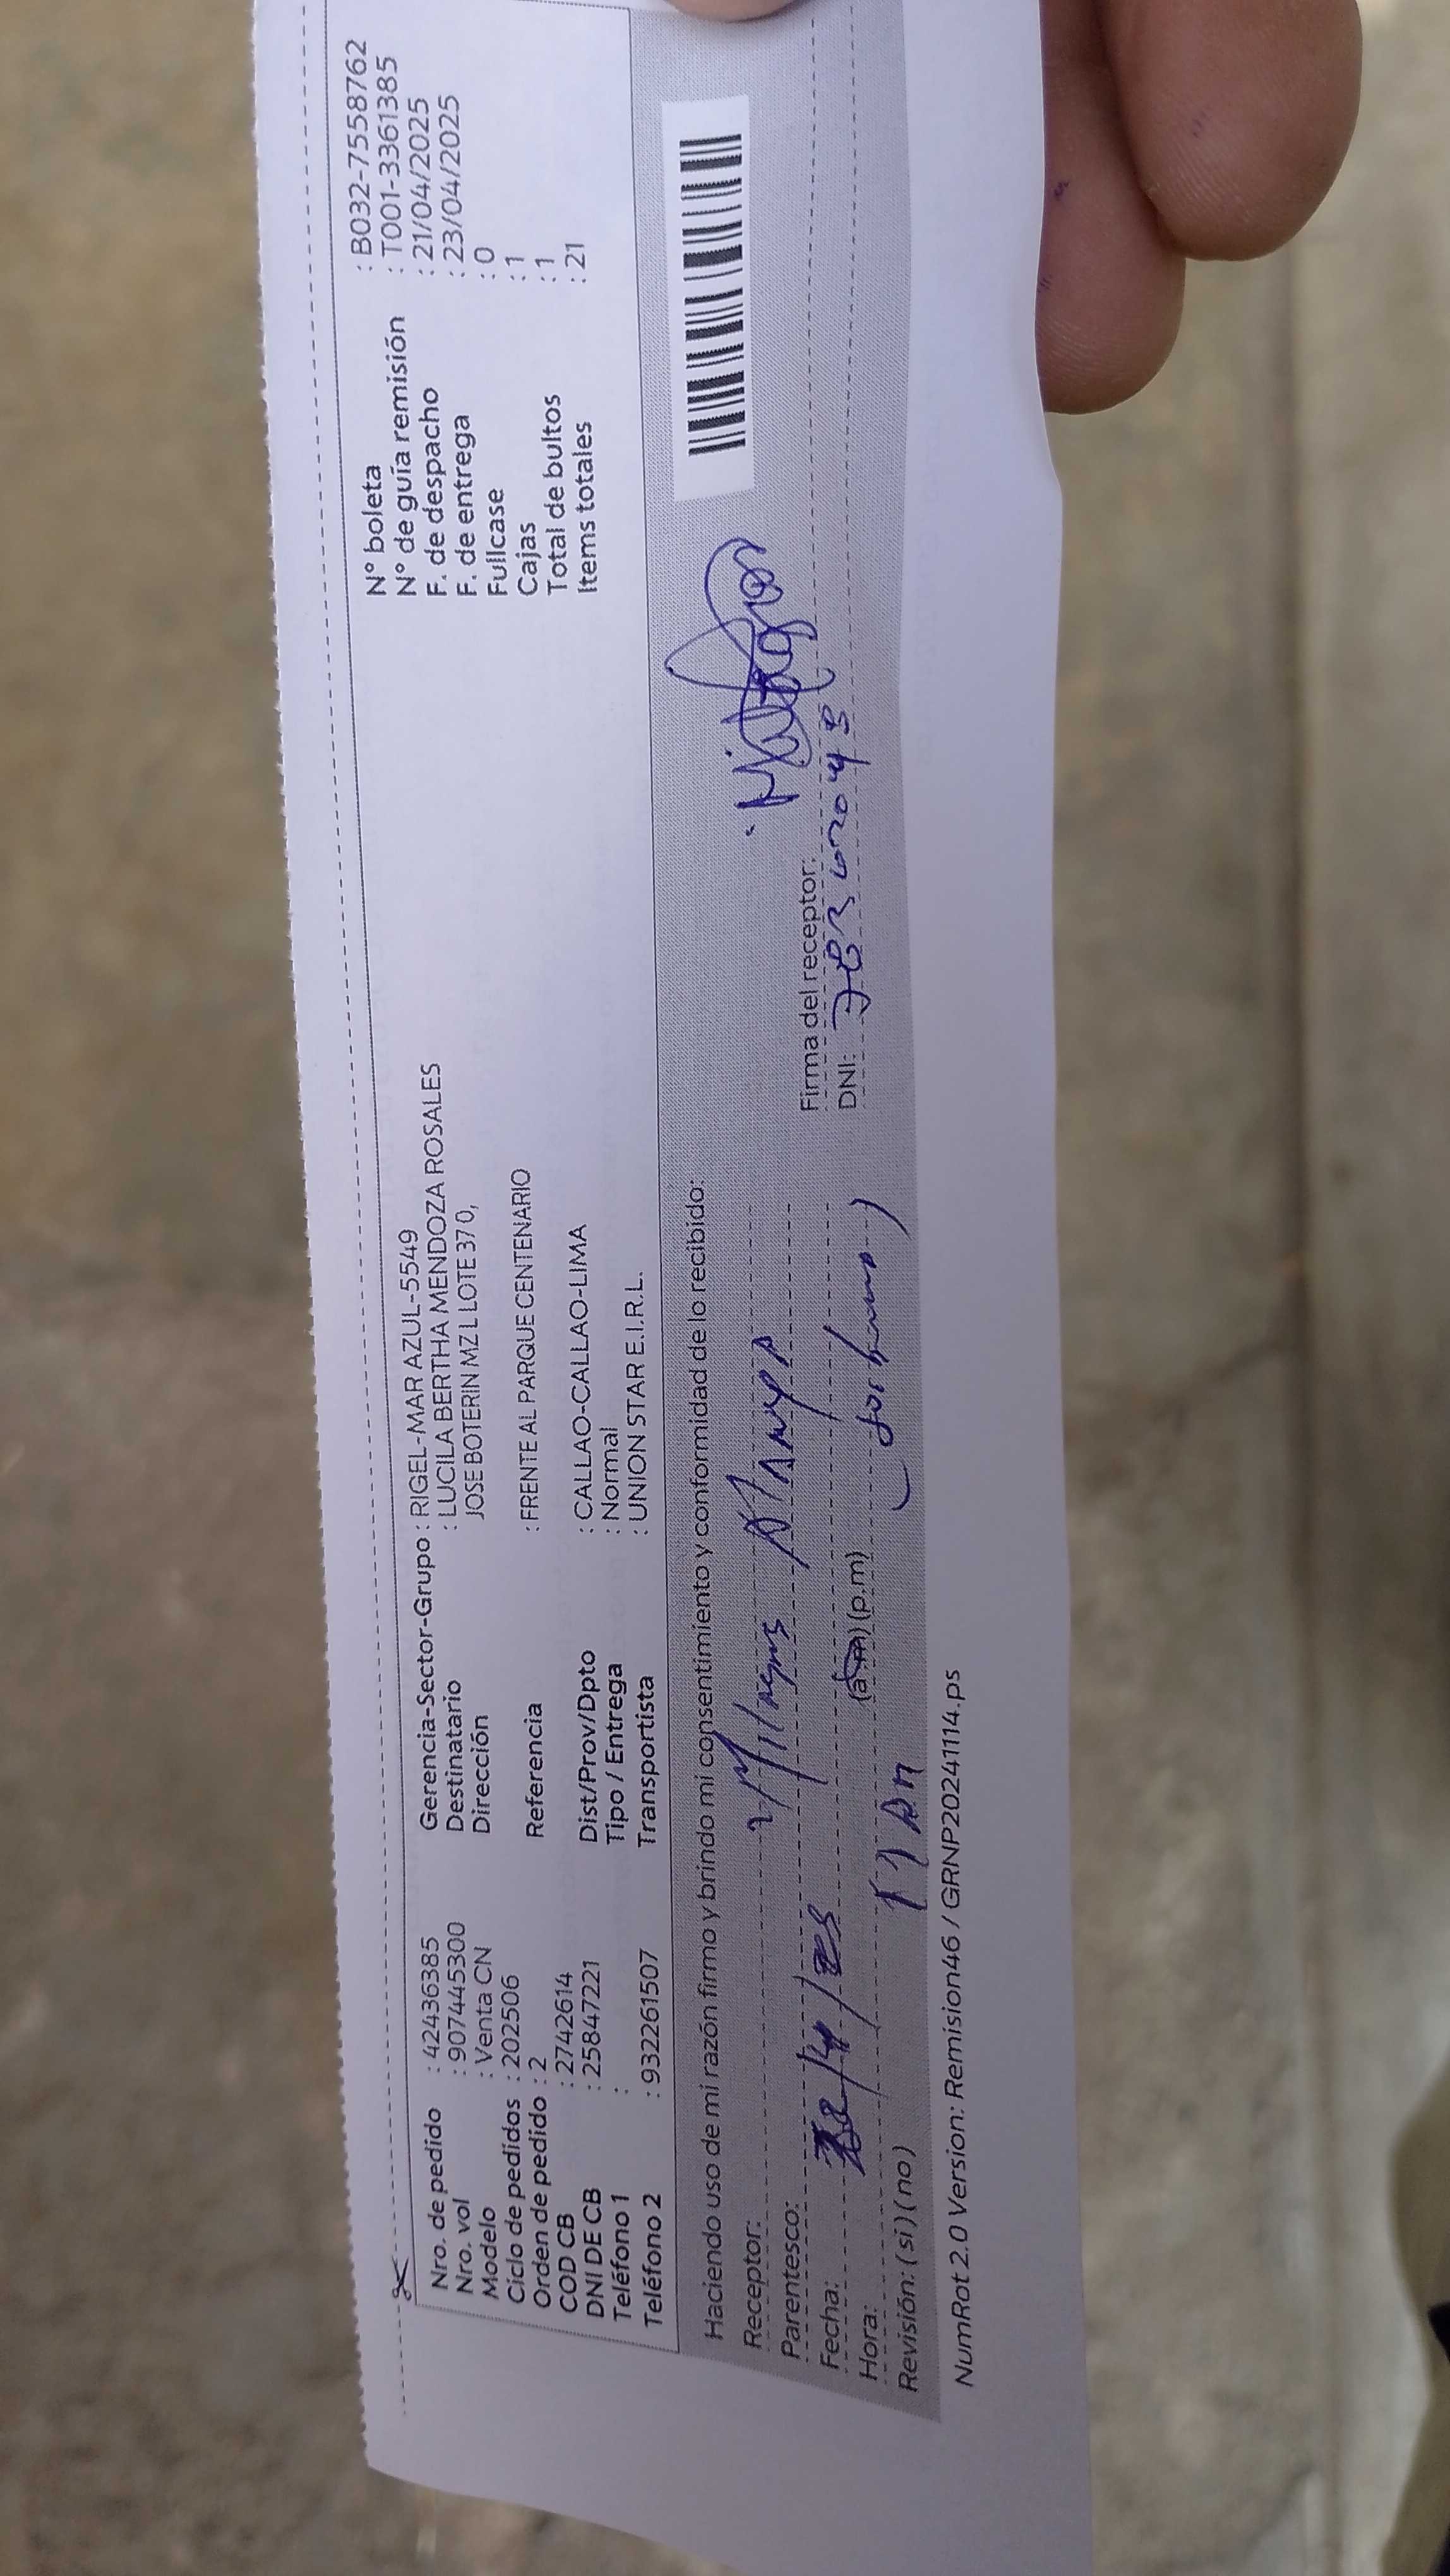 Nro. de pedido : 42436385
Nro. vol : 907445300
Modelo : Venta CN
Ciclo de pedidos : 202506
Orden de pedido : 2
COD CB : 2742614
DNI DE CB : 25847221
Teléfono 1 :
Teléfono 2 : 932261507
Gerencia-Sector-Grupo : RIGEL-MAR AZUL-5549
Destinatario : LUCILA BERTHA MENDOZA ROSALES
Dirección JOSE BOTERIN MZ L LOTE 37 0,
Referencia : FRENTE AL PARQUE CENTENARIO
Dist/Prov/Dpto : CALLAO-CALLAO-LIMA
Tipo / Entrega : Normal
Transportista : UNION STAR E.I.R.L.
N° boleta : B032-7558762
N° de guía remisión : T001-3361385
F. de despacho : 21/04/2025
F. de entrega : 23/04/2025
Fullcase : 0
Cajas : 1
Total de bultos : 1
Items totales : 21
Haciendo uso de mi razón firmo y brindo mi consentimiento y conformidad de lo recibido:
Receptor: Milagros
Parentesco:
Fecha:
Hora: (a.m) (p.m)
Revisión: ( si ) ( no )
Firma del receptor: Milagros
DNI:
NumRot 2.0 Version: Remision46 / GRNP20241114.ps